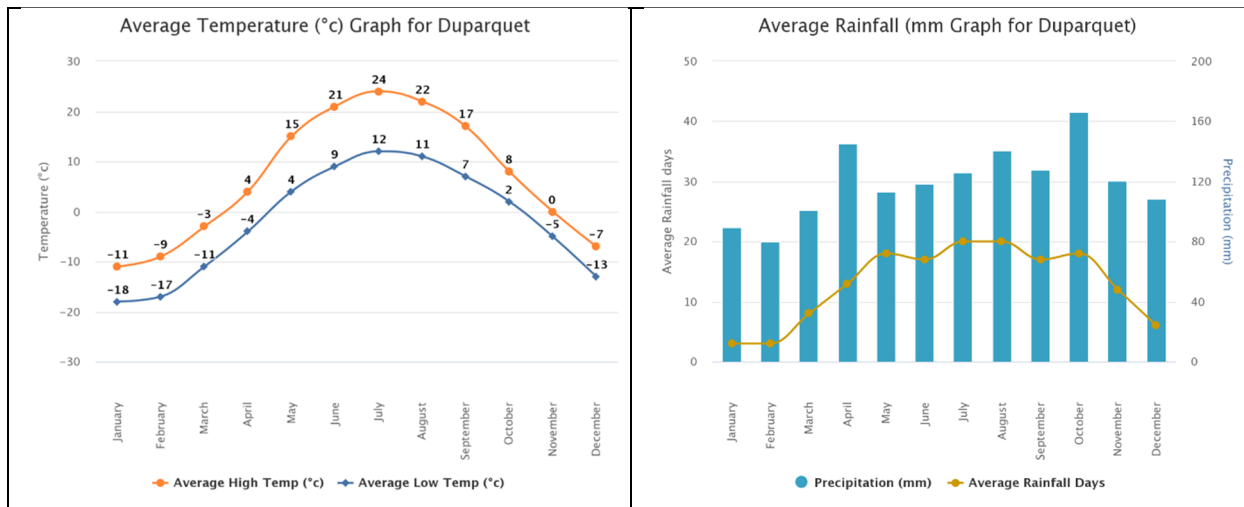 Average Temperature (°c) Graph for Duparquet
30
20
10
0
−10
−20
−30
Temperature (°c)
−11
−9
−3
4
15
21
24
22
17
8
0
−7
−18
−17
−11
−4
4
9
12
11
7
2
−5
−13
January
February
March
April
May
June
July
August
September
October
November
December
Average High Temp (°c)
Average Low Temp (°c)
Average Rainfall (mm Graph for Duparquet)
50
40
30
20
10
0
Average Rainfall days
200
160
120
80
40
0
Precipitation (mm)
January
February
March
April
May
June
July
August
September
October
November
December
Precipitation (mm)
Average Rainfall Days